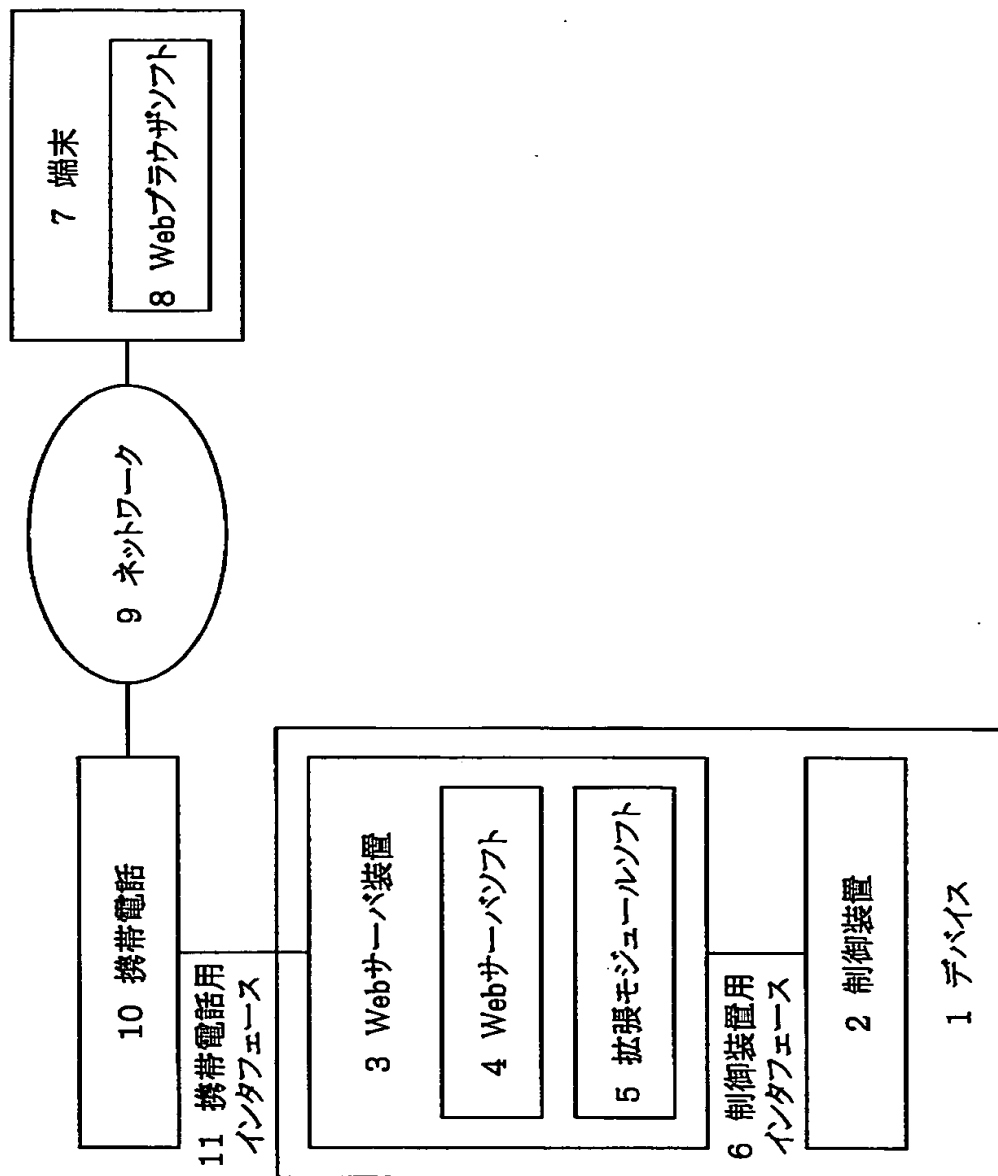 10 携帯電話
9 ネットワーク
7 端末
8 Webブラウザソフト
11 携帯電話用
インタフェース
3 Webサーバ装置
4 Webサーバソフト
5 拡張モジュールソフト
6 制御装置用
インタフェース
2 制御装置
1 デバイス